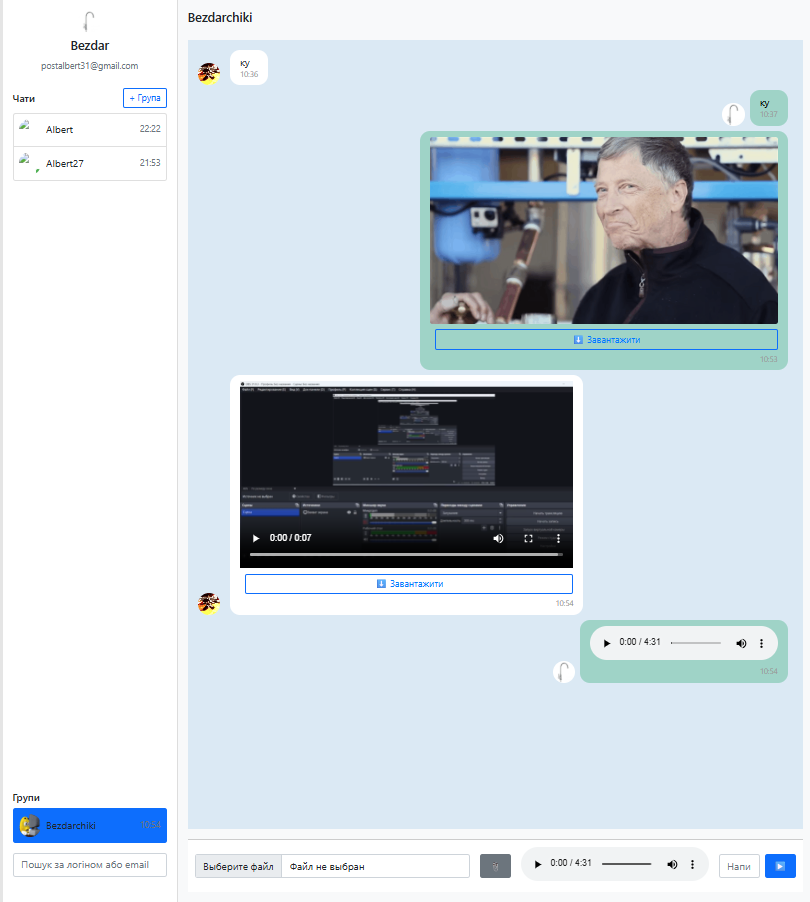 Bezdar
postalbert31@gmail.com
Чати
+ Група
Albert 22:22
Albert27 21:53
Групи
Bezdarchiki 10:54
Пошук за логіном або email
Bezdarchiki
ку
10:36
ку
10:37
Завантажити
10:53
0:00 / 0:07
Завантажити
10:54
0:00 / 4:31
10:54
Выберите файл Файл не выбран
0:00 / 4:31
Напи